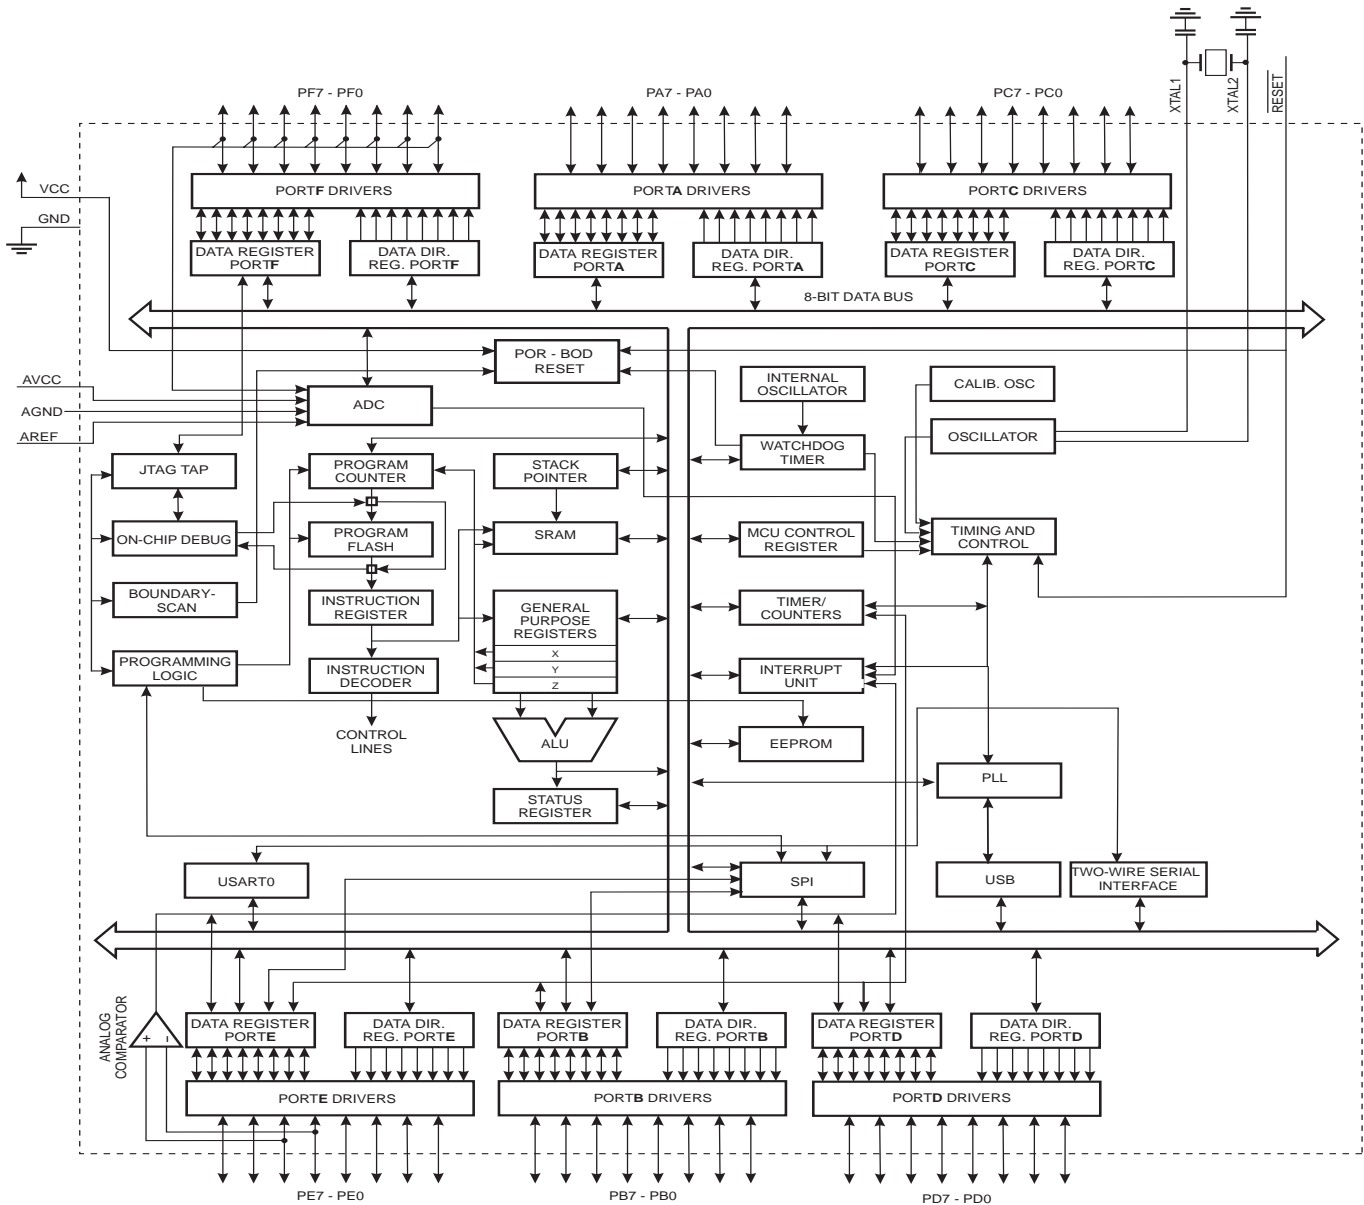 PF7 - PF0
PA7 - PA0
PC7 - PC0
XTAL1
XTAL2
RESET
VCC
GND
PORTF DRIVERS
PORTA DRIVERS
PORTC DRIVERS
DATA REGISTER
PORTF
DATA DIR.
REG. PORTF
DATA REGISTER
PORTA
DATA DIR.
REG. PORTA
DATA REGISTER
PORTC
DATA DIR.
REG. PORTC
8-BIT DATA BUS
POR - BOD
RESET
INTERNAL
OSCILLATOR
CALIB. OSC
AVCC
AGND
AREF
ADC
OSCILLATOR
WATCHDOG
TIMER
JTAG TAP
PROGRAM
COUNTER
STACK
POINTER
ON-CHIP DEBUG
PROGRAM
FLASH
SRAM
MCU CONTROL
REGISTER
TIMING AND
CONTROL
BOUNDARY-
SCAN
INSTRUCTION
REGISTER
GENERAL
PURPOSE
REGISTERS
X
Y
Z
TIMER/
COUNTERS
PROGRAMMING
LOGIC
INSTRUCTION
DECODER
INTERRUPT
UNIT
CONTROL
LINES
ALU
EEPROM
PLL
STATUS
REGISTER
USART0
SPI
USB
TWO-WIRE SERIAL
INTERFACE
ANALOG
COMPARATOR
+
-
DATA REGISTER
PORTE
DATA DIR.
REG. PORTE
DATA REGISTER
PORTB
DATA DIR.
REG. PORTB
DATA REGISTER
PORTD
DATA DIR.
REG. PORTD
PORTE DRIVERS
PORTB DRIVERS
PORTD DRIVERS
PE7 - PE0
PB7 - PB0
PD7 - PD0